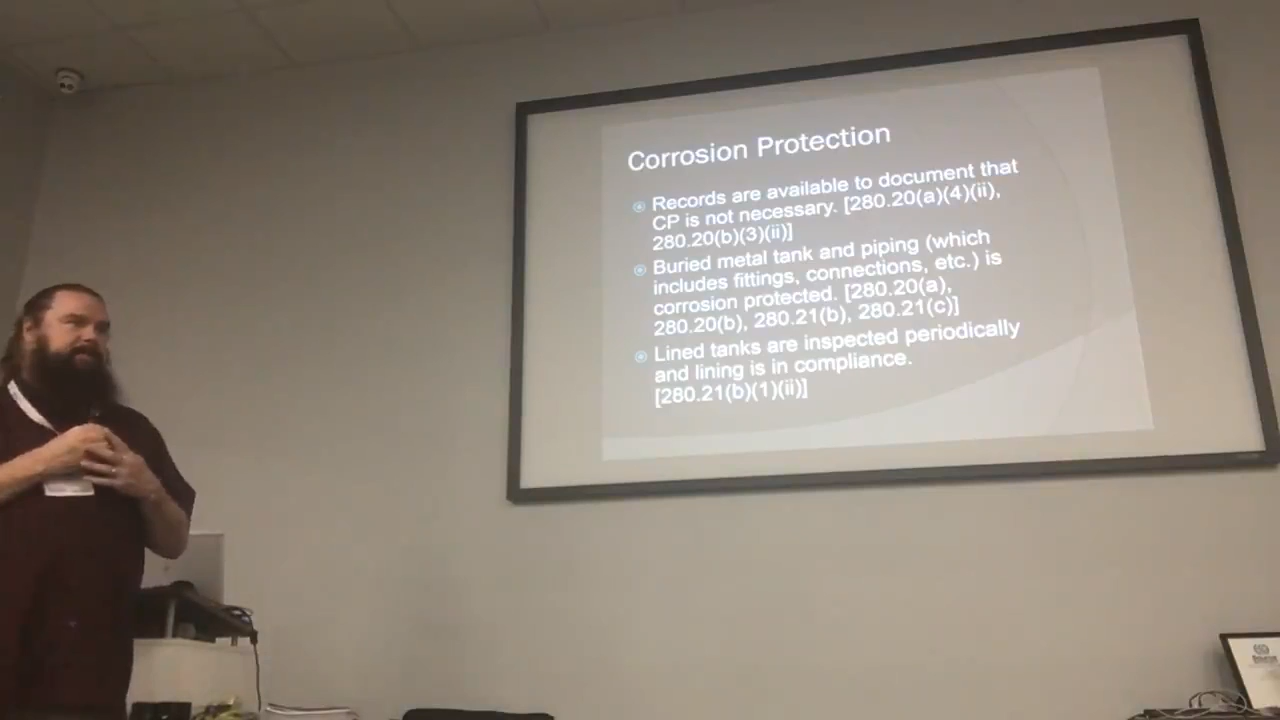 Corrosion Protection
Records are available to document that
CP is not necessary. [280.20(a)(4)(ii),
280.20(b)(3)(ii)]
Buried metal tank and piping (which
includes fittings, connections, etc.) is
corrosion protected. [280.20(a),
280.20(b), 280.21(b), 280.21(c)]
Lined tanks are inspected periodically
and lining is in compliance.
[280.21(b)(1)(ii)]